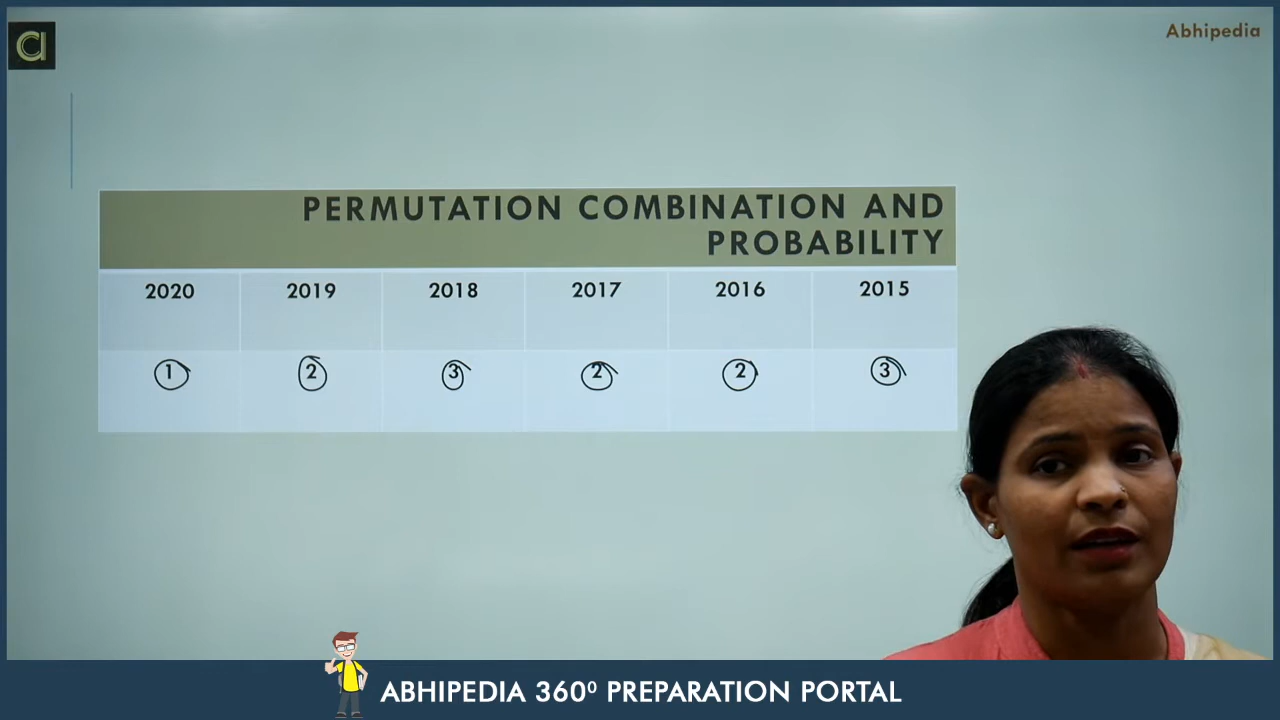 Abhipedia
PERMUTATION COMBINATION AND
PROBABILITY
2020 2019 2018 2017 2016 2015
1 2 3 2 2 3
ABHIPEDIA 360⁰ PREPARATION PORTAL